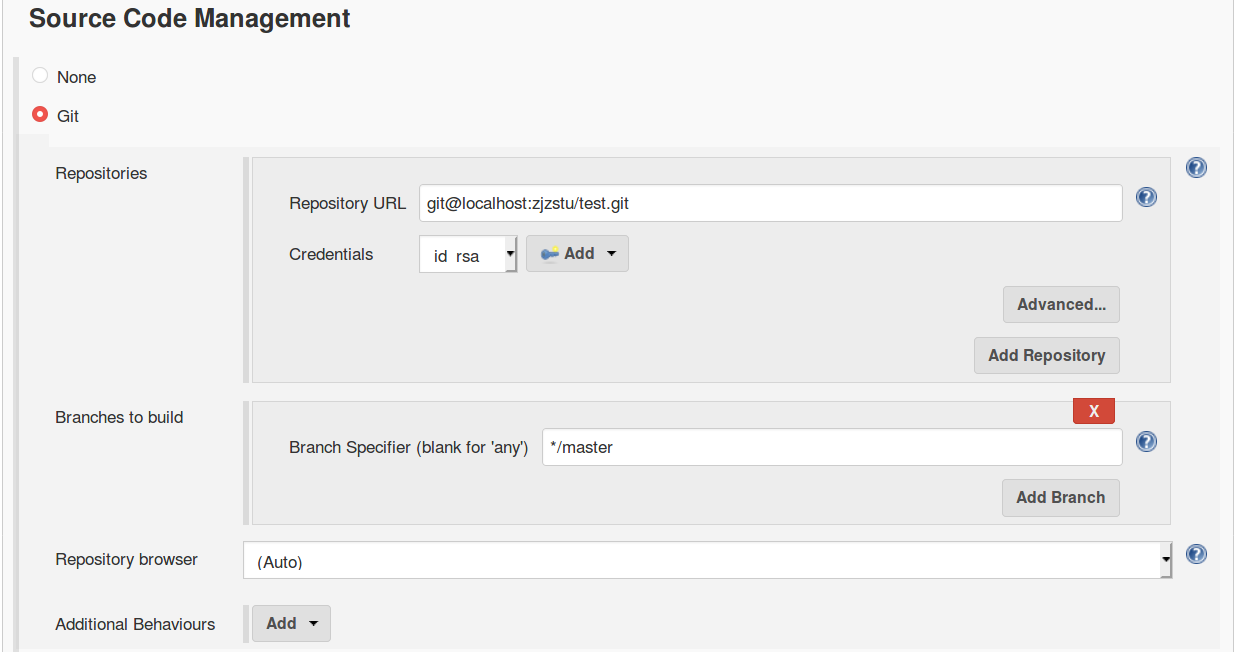 Source Code Management
None
Git
Repositories
Repository URL git@localhost:zjzstu/test.git
Credentials id_rsa Add
Advanced...
Add Repository
Branches to build
X
Branch Specifier (blank for 'any') */master
Add Branch
Repository browser (Auto)
Additional Behaviours Add